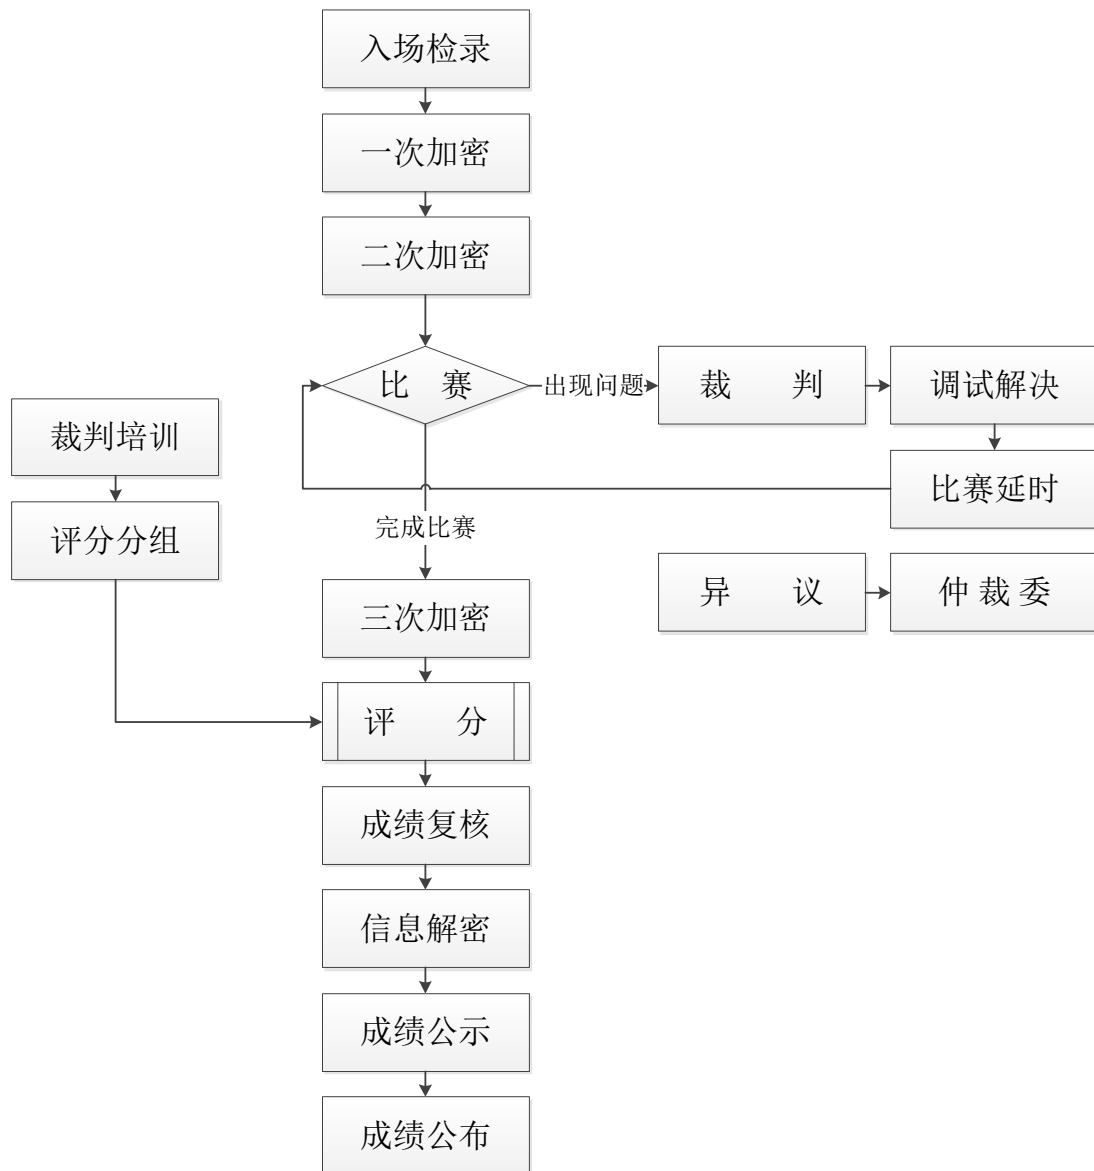 入场检录
一次加密
二次加密
比 赛
出现问题
裁 判
调试解决
裁判培训
比赛延时
评分分组
完成比赛
异 议
仲 裁 委
三次加密
评 分
成绩复核
信息解密
成绩公示
成绩公布